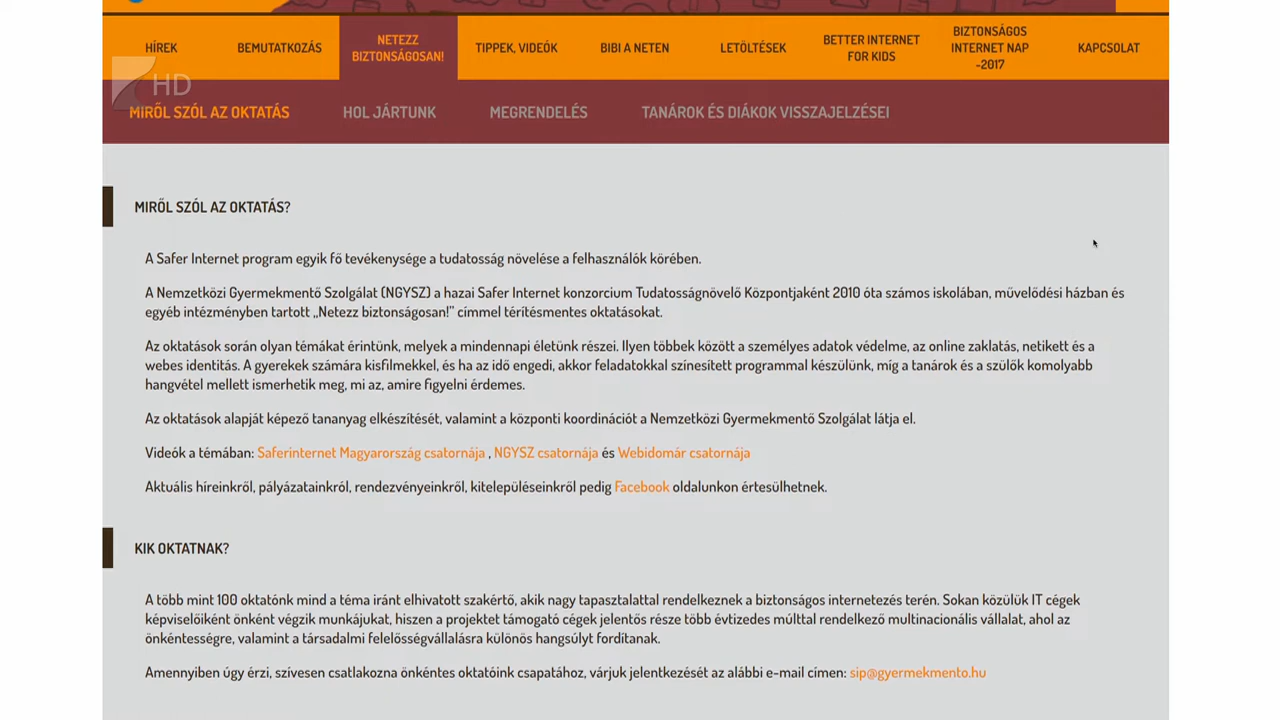 HÍREK
BEMUTATKOZÁS
NETEZZ
BIZTONSÁGOSAN!
TIPPEK, VIDEÓK
BIBI A NETEN
LETÖLTÉSEK
BETTER INTERNET
FOR KIDS
BIZTONSÁGOS
INTERNET NAP
-2017
KAPCSOLAT
HD
MIRŐL SZÓL AZ OKTATÁS
HOL JÁRTUNK
MEGRENDELÉS
TANÁROK ÉS DIÁKOK VISSZAJELZÉSEI
MIRŐL SZÓL AZ OKTATÁS?
A Safer Internet program egyik fő tevékenysége a tudatosság növelése a felhasználók körében.
A Nemzetközi Gyermekmentő Szolgálat (NGYSZ) a hazai Safer Internet konzorcium Tudatosságnövelő Központjaként 2010 óta számos iskolában, művelődési házban és
egyéb intézményben tartott „Netezz biztonságosan!” címmel térítésmentes oktatásokat.
Az oktatások során olyan témákat érintünk, melyek a mindennapi életünk részei. Ilyen többek között a személyes adatok védelme, az online zaklatás, netikett és a
webes identitás. A gyerekek számára kisfilmekkel, és ha az idő engedi, akkor feladatokkal színesített programmal készülünk, míg a tanárok és a szülők komolyabb
hangvétel mellett ismerhetik meg, mi az, amire figyelni érdemes.
Az oktatások alapját képező tananyag elkészítését, valamint a központi koordinációt a Nemzetközi Gyermekmentő Szolgálat látja el.
Videók a témában: Saferinternet Magyarország csatornája , NGYSZ csatornája és Webidomár csatornája
Aktuális híreinkről, pályázatainkról, rendezvényeinkről, kitelepüléseinkről pedig Facebook oldalunkon értesülhetnek.
KIK OKTATNAK?
A több mint 100 oktatónk mind a téma iránt elhivatott szakértő, akik nagy tapasztalattal rendelkeznek a biztonságos internetezés terén. Sokan közülük IT cégek
képviselőiként önként végzik munkájukat, hiszen a projektet támogató cégek jelentős része több évtizedes múlttal rendelkező multinacionális vállalat, ahol az
önkéntességre, valamint a társadalmi felelősségvállalásra különös hangsúlyt fordítanak.
Amennyiben úgy érzi, szívesen csatlakozna önkéntes oktatóink csapatához, várjuk jelentkezését az alábbi e-mail címen: sip@gyermekmento.hu